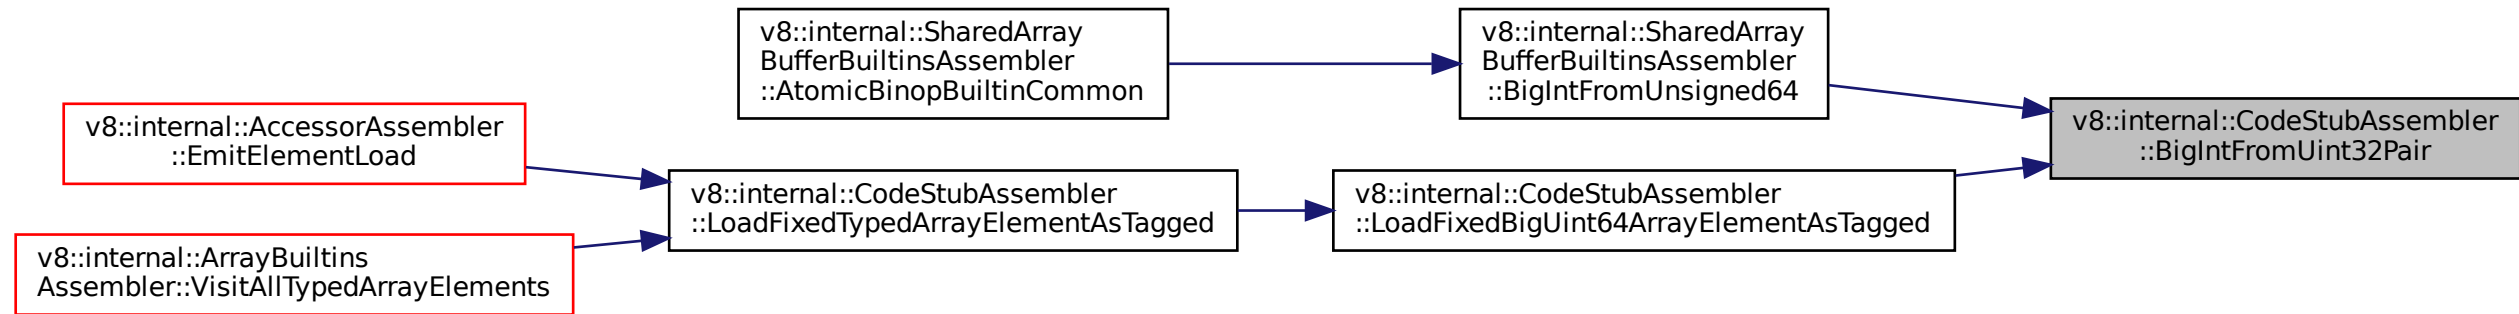 v8::internal::SharedArray
BufferBuiltinsAssembler
::AtomicBinopBuiltinCommon
v8::internal::SharedArray
BufferBuiltinsAssembler
::BigIntFromUnsigned64
v8::internal::CodeStubAssembler
::BigIntFromUint32Pair
v8::internal::AccessorAssembler
::EmitElementLoad
v8::internal::CodeStubAssembler
::LoadFixedTypedArrayElementAsTagged
v8::internal::CodeStubAssembler
::LoadFixedBigUint64ArrayElementAsTagged
v8::internal::ArrayBuiltins
Assembler::VisitAllTypedArrayElements